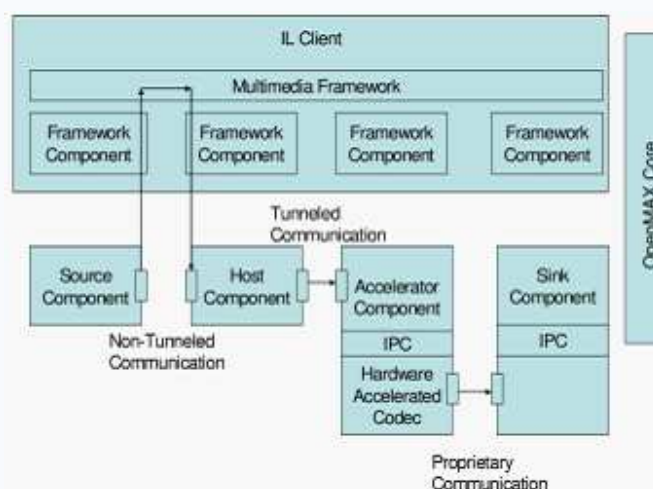 IL Client
Multimedia Framework
Framework
Component
Framework
Component
Framework
Component
Framework
Component
OpenMAX Core
Tunneled
Communication
Source
Component
Host
Component
Accelerator
Component
Sink
Component
Non-Tunneled
Communication
IPC
IPC
Hardware
Accelerated
Codec
Proprietary
Communication